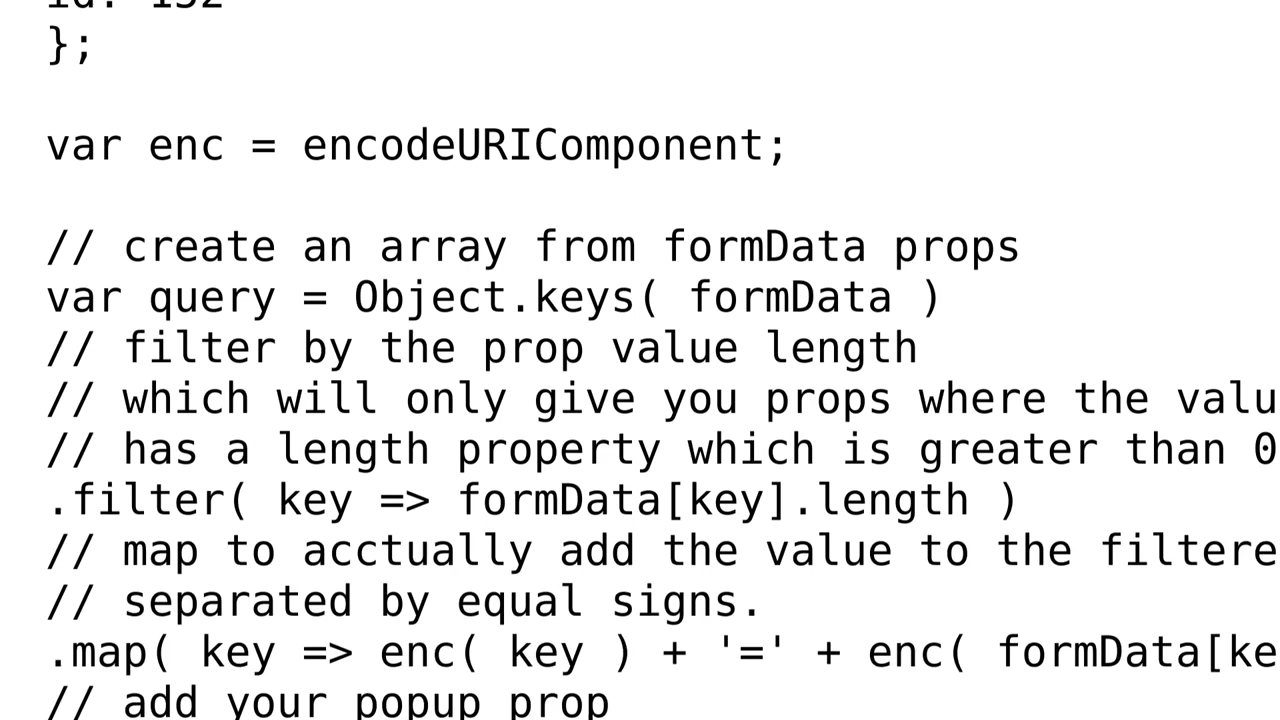 id: 132
};
var enc = encodeURIComponent;
// create an array from formData props
var query = Object.keys( formData )
// filter by the prop value length
// which will only give you props where the valu
// has a length property which is greater than 0
.filter( key => formData[key].length )
// map to acctually add the value to the filtere
// separated by equal signs.
.map( key => enc( key ) + '=' + enc( formData[ke
// add your popup prop